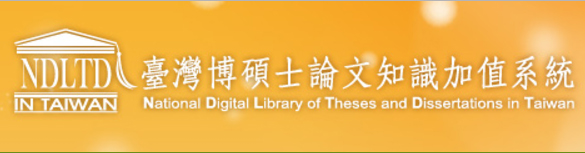 NDLTD
IN TAIWAN
臺灣博碩士論文知識加值系統
National Digital Library of Theses and Dissertations in Taiwan